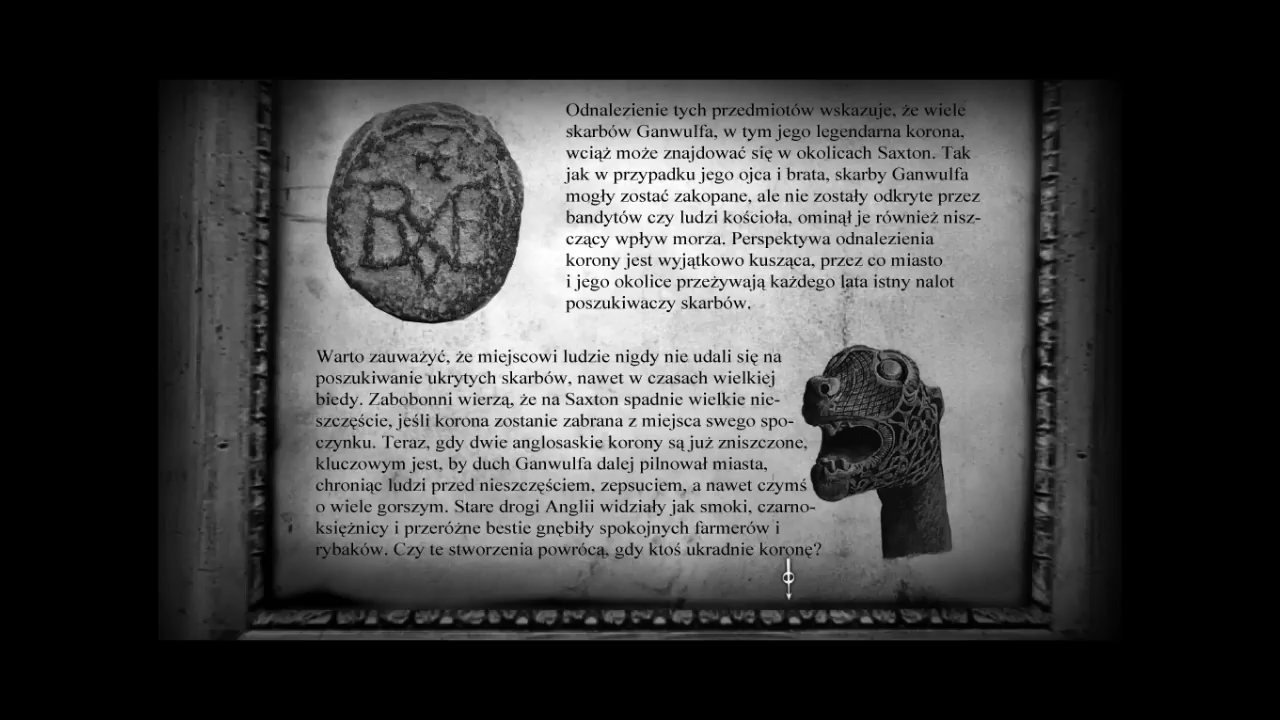 Odnalezienie tych przedmiotów wskazuje, że wiele
skarbów Ganwulfa, w tym jego legendarna korona,
wciąż może znajdować się w okolicach Saxton. Tak
jak w przypadku jego ojca i brata, skarby Ganwulfa
mogły zostać zakopane, ale nie zostały odkryte przez
bandytów czy ludzi kościoła, ominął je również nisz-
czący wpływ morza. Perspektywa odnalezienia
korony jest wyjątkowo kusząca, przez co miasto
i jego okolice przeżywają każdego lata istny nalot
poszukiwaczy skarbów.
Warto zauważyć, że miejscowi ludzie nigdy nie udali się na
poszukiwanie ukrytych skarbów, nawet w czasach wielkiej
biedy. Zabobonni wierzą, że na Saxton spadnie wielkie nie-
szczęście, jeśli korona zostanie zabrana z miejsca swego spo-
czynku. Teraz, gdy dwie anglosaskie korony są już zniszczone,
kluczowym jest, by duch Ganwulfa dalej pilnował miasta,
chroniąc ludzi przed nieszczęściem, zepsuciem, a nawet czymś
o wiele gorszym. Stare drogi Anglii widziały jak smoki, czarno-
księżnicy i przeróżne bestie gnębiły spokojnych farmerów i
rybaków. Czy te stworzenia powrócą, gdy ktoś ukradnie koronę?